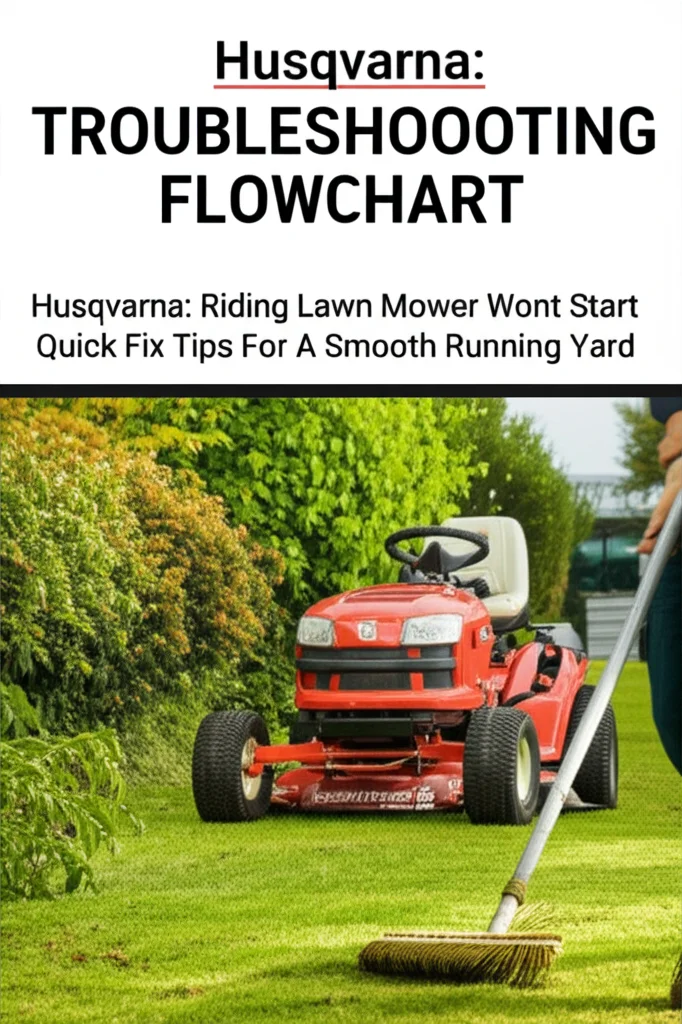 Husqvarna:
TROUBLESHOOOTING
FLOWCHART
Husqvarna: Riding Lawn Mower Wont Start
Quick Fix Tips For A Smooth Running Yard